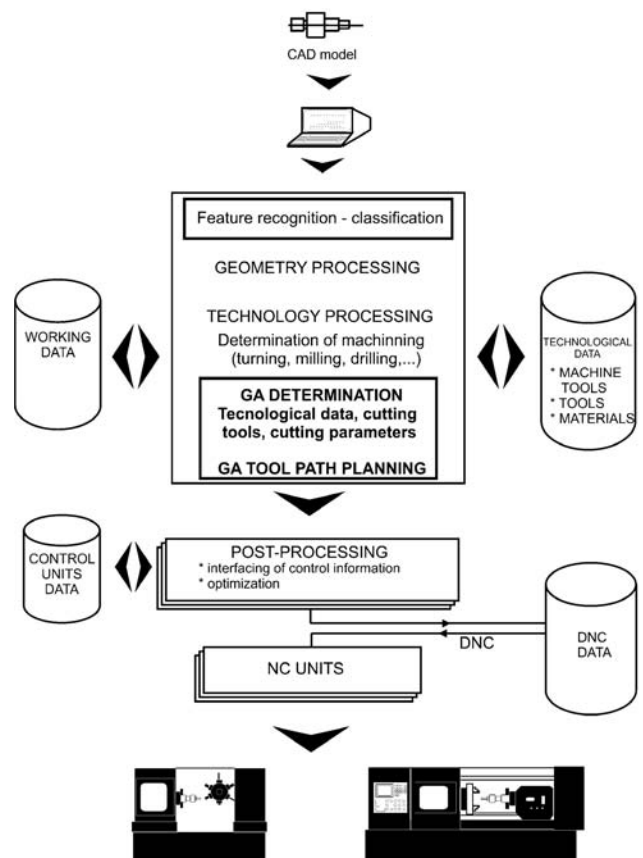 CAD model
Feature recognition - classification
GEOMETRY PROCESSING
TECHNOLOGY PROCESSING
Determination of machinning
(turning, milling, drilling,...)
GA DETERMINATION
Tecnological data, cutting
tools, cutting parameters
GA TOOL PATH PLANNING
WORKING
DATA
TECHNOLOGICAL
DATA
* MACHINE
TOOLS
* TOOLS
* MATERIALS
CONTROL
UNITS
DATA
POST-PROCESSING
* interfacing of control information
* optimization
DNC
NC UNITS
DNC
DATA